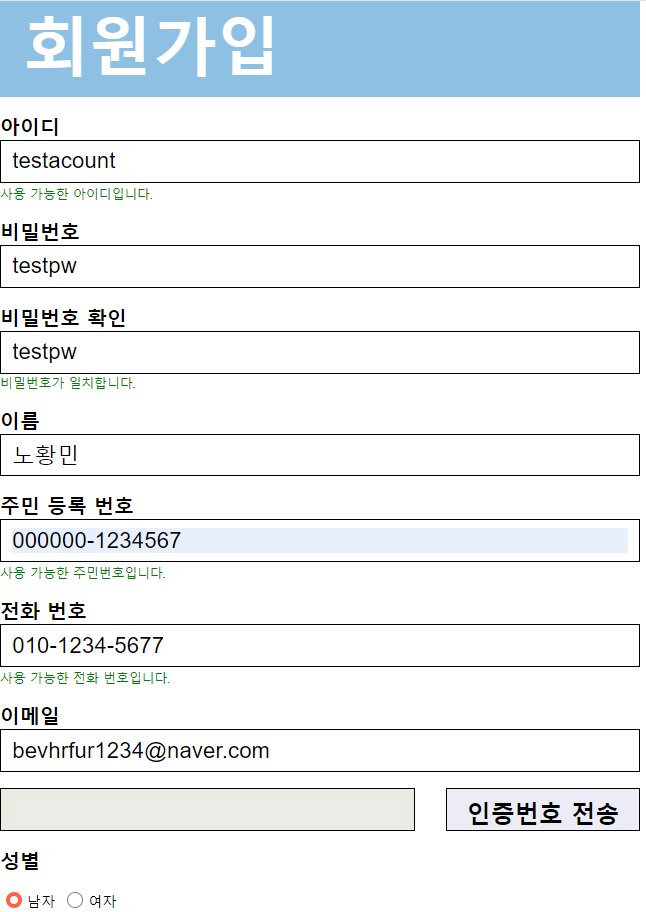 회원가입
아이디
testacount
사용 가능한 아이디입니다.
비밀번호
testpw
비밀번호 확인
testpw
비밀번호가 일치합니다.
이름
노황민
주민 등록 번호
000000-1234567
사용 가능한 주민번호입니다.
전화 번호
010-1234-5677
사용 가능한 전화 번호입니다.
이메일
bevhrfur1234@naver.com
인증번호 전송
성별
남자 여자